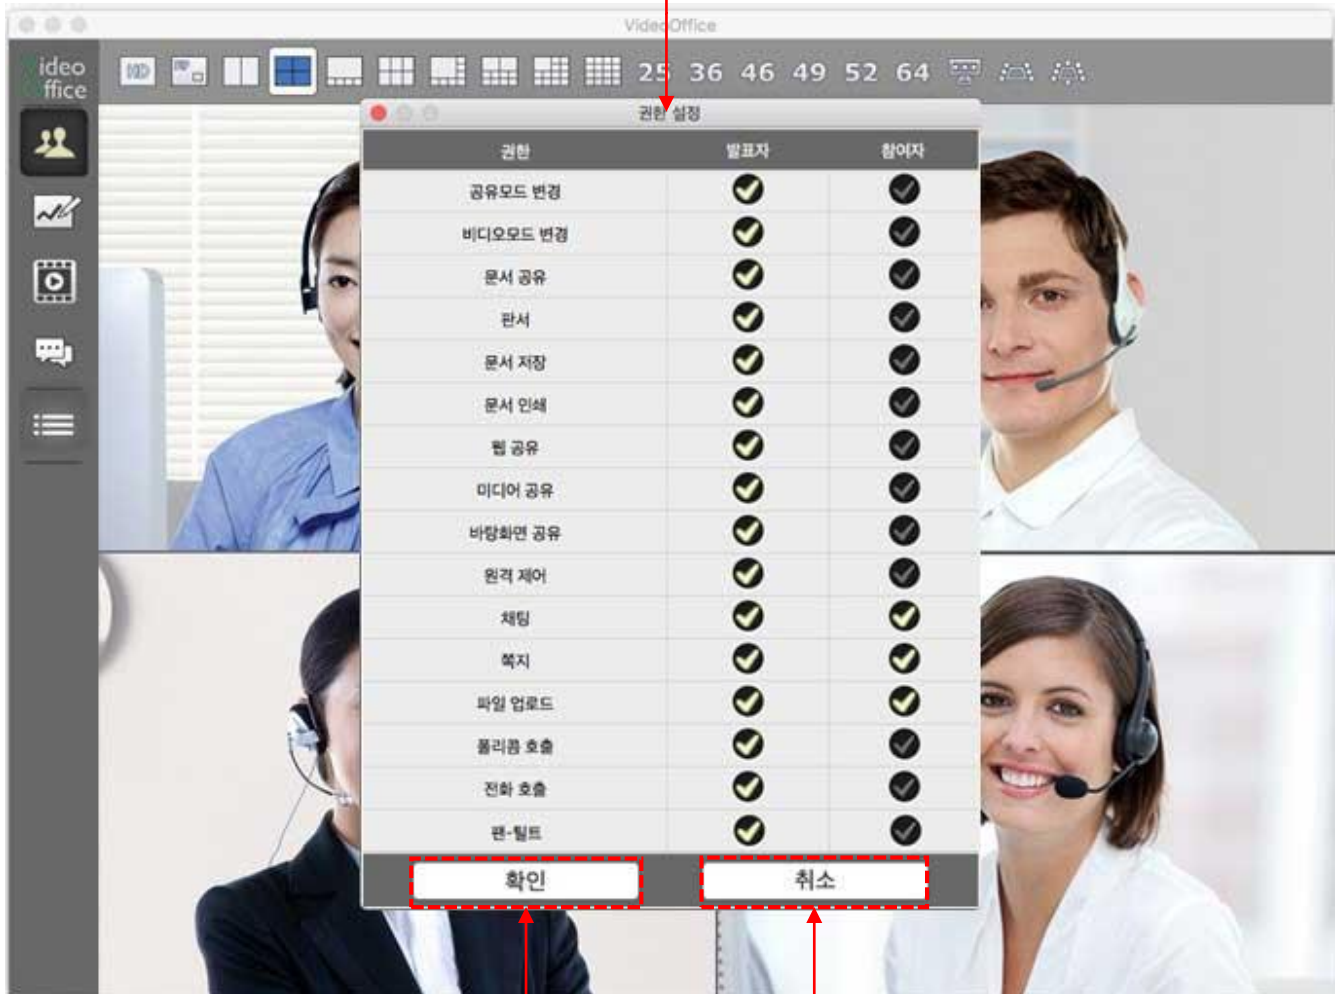 VideoOffice
Video
Office
25 36 46 49 52 64
권한 설정
권한 발표자 참여자
공유모드 변경
비디오모드 변경
문서 공유
판서
문서 저장
문서 인쇄
웹 공유
미디어 공유
바탕화면 공유
원격 제어
채팅
쪽지
파일 업로드
폴리콤 호출
전화 호출
팬-틸트
확인 취소